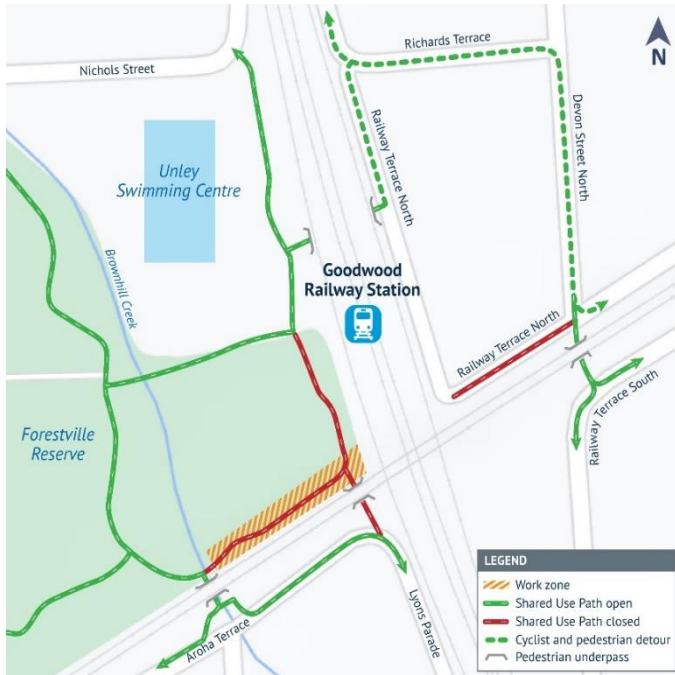 Nichols Street
Richards Terrace
N
Unley
Swimming Centre
Railway Terrace North
Devon Street North
Brownhill Creek
Goodwood
Railway Station
Railway Terrace North
Railway Terrace South
Forestville
Reserve
Aroha Terrace
Lyons Parade
LEGEND
Work zone
Shared Use Path open
Shared Use Path closed
Cyclist and pedestrian detour
Pedestrian underpass